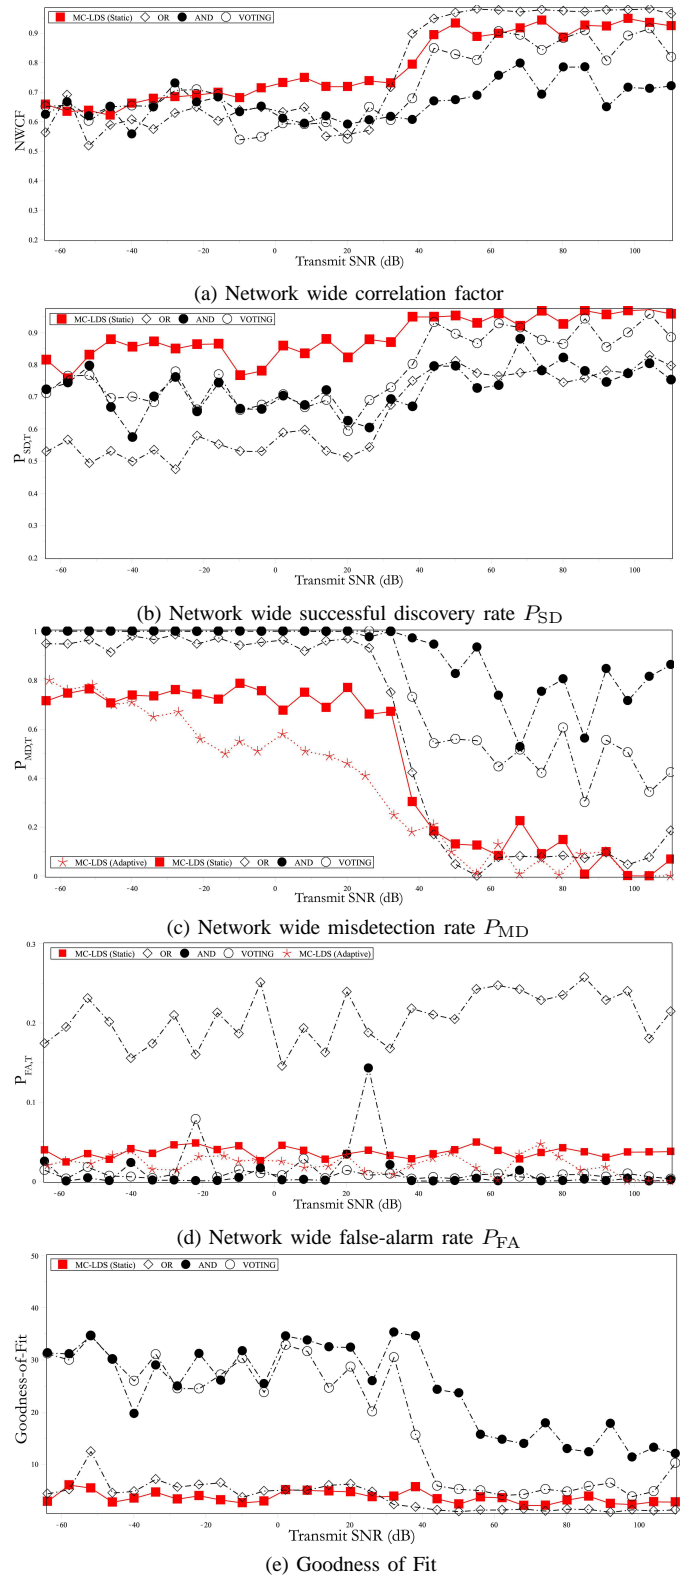 MC-LDS (Static) OR AND VOTING
0.9
0.8
0.7
0.6
0.5
0.4
0.3
0.2
NWCF
-60 -40 -20 0 20 40 60 80 100
Transmit SNR (dB)
(a) Network wide correlation factor
MC-LDS (Static) OR AND VOTING
0.9
0.8
0.7
0.6
0.5
0.4
0.3
0.2
P_SD,T
-60 -40 -20 0 20 40 60 80 100
Transmit SNR (dB)
(b) Network wide successful discovery rate P_SD
1
0.8
0.6
0.4
0.2
0
P_MD,T
MC-LDS (Adaptive) MC-LDS (Static) OR AND VOTING
-60 -40 -20 0 20 40 60 80 100
Transmit SNR (dB)
(c) Network wide misdetection rate P_MD
0.3
MC-LDS (Static) OR AND VOTING MC-LDS (Adaptive)
0.2
0.1
0
P_FA,T
-60 -40 -20 0 20 40 60 80 100
Transmit SNR (dB)
(d) Network wide false-alarm rate P_FA
50
MC-LDS (Static) OR AND VOTING
40
30
20
10
Goodness-of-Fit
-60 -40 -20 0 20 40 60 80 100
Transmit SNR (dB)
(e) Goodness of Fit